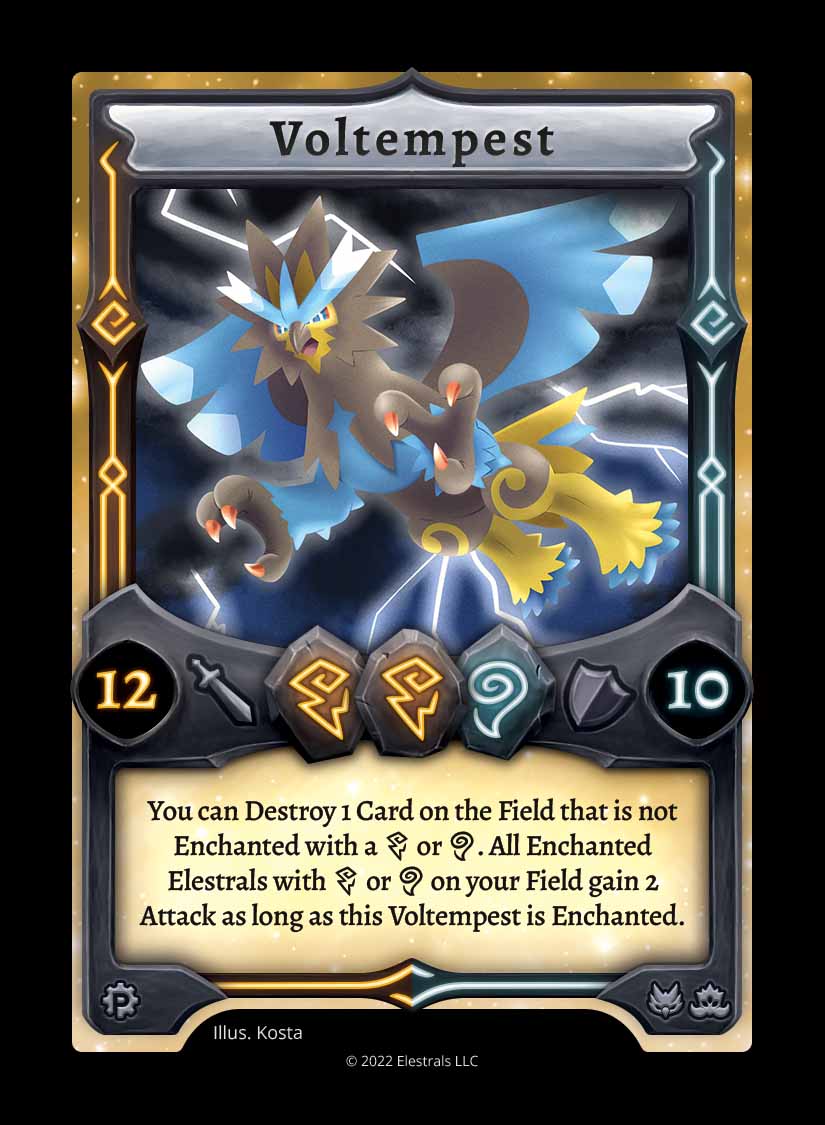 Voltempest
12
10
You can Destroy 1 Card on the Field that is not
Enchanted with a or . All Enchanted
Elestrals with or on your Field gain 2
Attack as long as this Voltempest is Enchanted.
P
Illus. Kosta
© 2022 Elestrals LLC